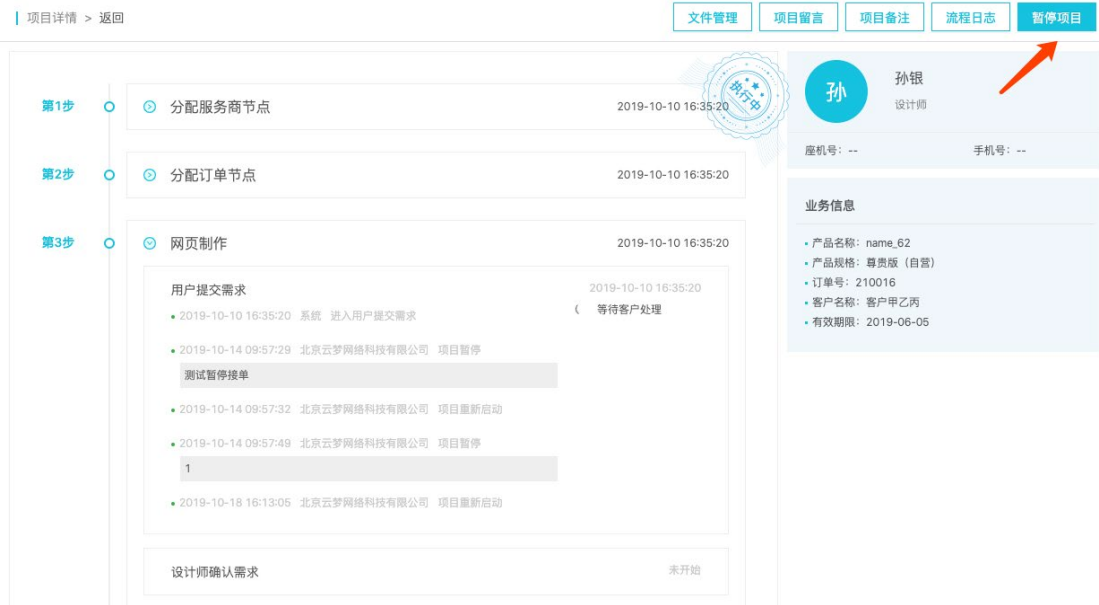 项目详情 > 返回
文件管理 项目留言 项目备注 流程日志 暂停项目
第1步 分配服务商节点 2019-10-10 16:35:20
执行中
第2步 分配订单节点 2019-10-10 16:35:20
第3步 网页制作 2019-10-10 16:35:20
用户提交需求 2019-10-10 16:35:20
等待客户处理
2019-10-10 16:35:20 系统 进入用户提交需求
2019-10-14 09:57:29 北京云梦网络科技有限公司 项目暂停
测试暂停接单
2019-10-14 09:57:32 北京云梦网络科技有限公司 项目重新启动
2019-10-14 09:57:49 北京云梦网络科技有限公司 项目暂停
1
2019-10-18 16:13:05 北京云梦网络科技有限公司 项目重新启动
设计师确认需求 未开始
孙
孙银
设计师
座机号: -- 手机号: --
业务信息
• 产品名称: name_62
• 产品规格: 尊贵版(自营)
• 订单号: 210016
• 客户名称: 客户甲乙丙
• 有效期限: 2019-06-05